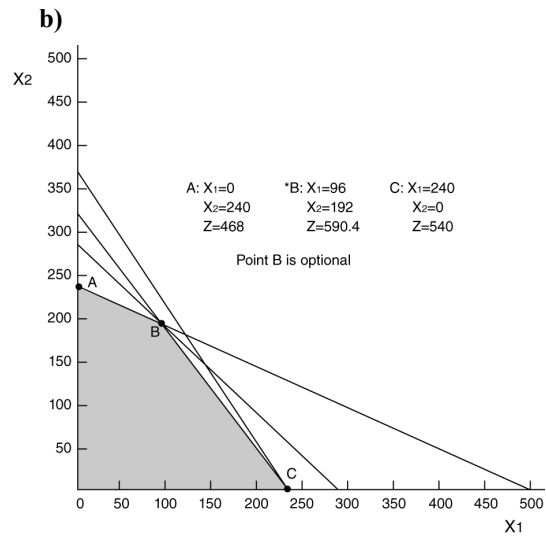 b)
500
X2
450
400
350
A: X1=0 *B: X1=96 C: X1=240
X2=240 X2=192 X2=0
300
Z=468 Z=590.4 Z=540
Point B is optional
250
A
200
B
150
100
50
C
0 50 100 150 200 250 300 350 400 450 500
X1